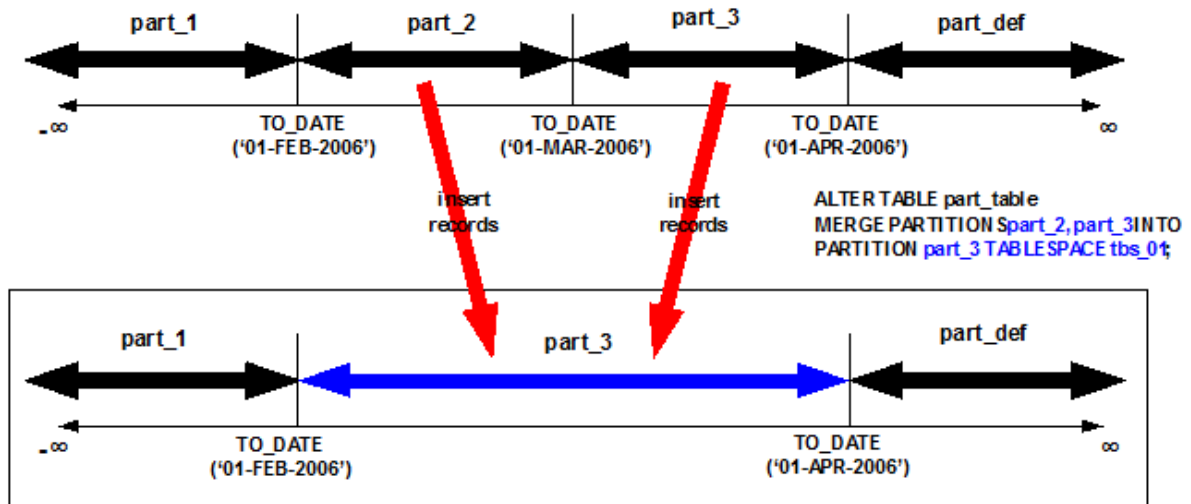 part_1
part_2
part_3
part_def
-∞
TO_DATE
('01-FEB-2006')
TO_DATE
('01-MAR-2006')
TO_DATE
('01-APR-2006')
∞
insert
records
insert
records
ALTER TABLE part_table
MERGE PARTITIONS part_2, part_3 INTO
PARTITION part_3 TABLESPACE tbs_01;
part_1
part_3
part_def
-∞
TO_DATE
('01-FEB-2006')
TO_DATE
('01-APR-2006')
∞